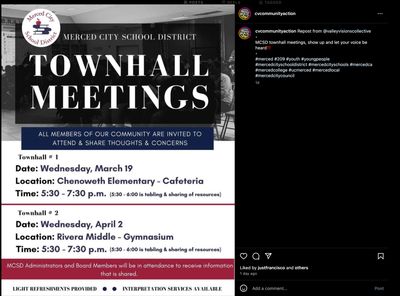 POSTS
Merced City
School District
MERCED CITY SCHOOL DISTRICT
TOWNHALL
MEETINGS
ALL MEMBERS OF OUR COMMUNITY ARE INVITED TO
ATTEND & SHARE THOUGHTS & CONCERNS
Townhall # 1
Date: Wednesday, March 19
Location: Chenoweth Elementary - Cafeteria
Time: 5:30 - 7:30 p.m. (5:30 - 6:00 is tabling & sharing of resources)
Townhall # 2
Date: Wednesday, April 2
Location: Rivera Middle - Gymnasium
Time: 5:30 - 7:30 p.m. (5:30 - 6:00 is tabling & sharing of resources)
MCSD Administrators and Board Members will be in attendance to receive information
that is shared.
LIGHT REFRESHMENTS PROVIDED ● INTERPRETATION SERVICES AVAILABLE
cvcommunityaction
cvcommunityaction Repost from @valleyvisioncollective
MCSD townhall meetings, show up and let your voice be
heard
#merced #209 #youth #youngpeople
#mercedcityschooldistrict #mercedcityschools #mercedca
#mercedcollege #ucmerced #mercedlocal
#mercedcitycouncil
1d
Liked by justfrancisco and others
1 day ago
Add a comment...